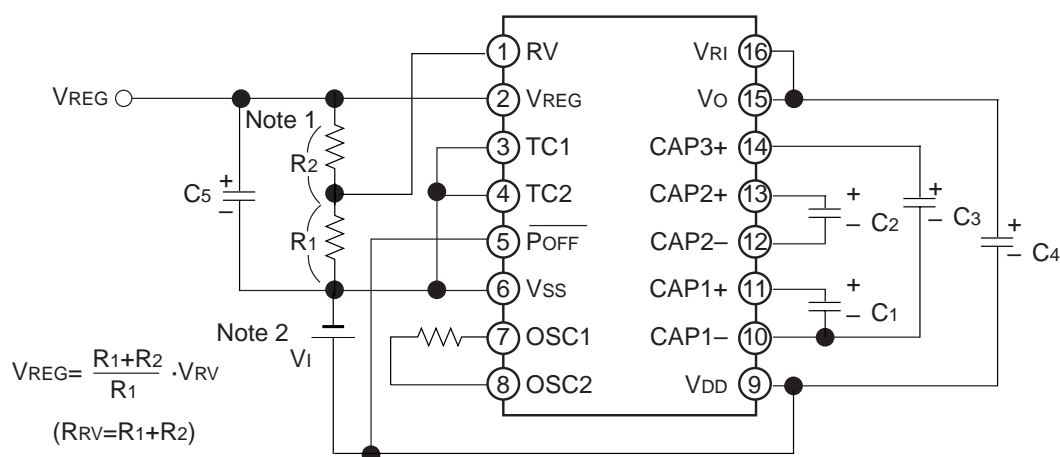 1 RV
2 VREG
3 TC1
4 TC2
5 POFF
6 VSS
7 OSC1
8 OSC2
VRI 16
VO 15
CAP3+ 14
CAP2+ 13
CAP2– 12
CAP1+ 11
CAP1– 10
VDD 9
VREG
Note 1
R2
R1
+
C5
–
Note 2
VI
+
– C2
+
– C1
+
– C3
+
– C4
VREG= R1+R2 / R1 ·VRV
(RRV=R1+R2)